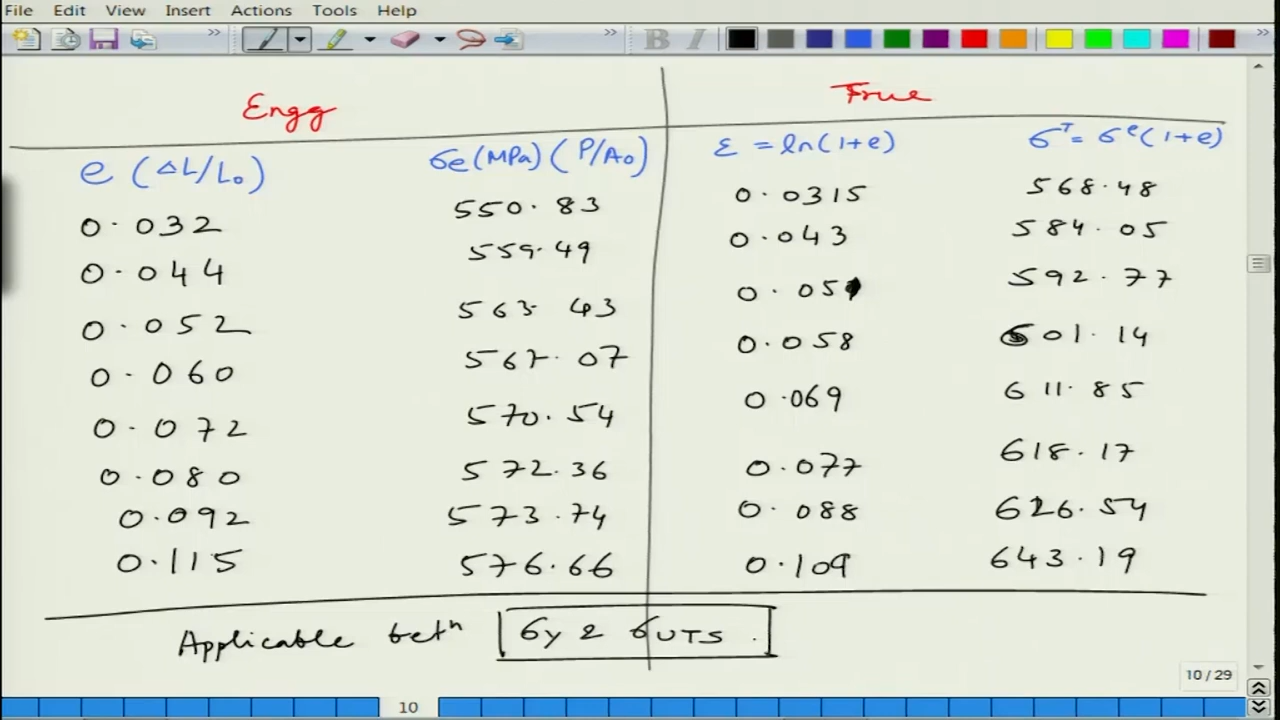 File Edit View Insert Actions Tools Help
Engg True
e (ΔL/L₀) σe (MPa) (P/A₀) ε = ln(1+e) σᵀ = σᵉ(1+e)
0.032 550.83 0.0315 568.48
0.044 559.49 0.043 584.05
0.052 563.43 0.051 592.77
0.060 567.07 0.058 601.14
0.072 570.54 0.069 611.85
0.080 572.36 0.077 618.17
0.092 573.74 0.088 626.54
0.115 576.66 0.109 643.19
Applicable betⁿ σy & σUTS.
10/29
10